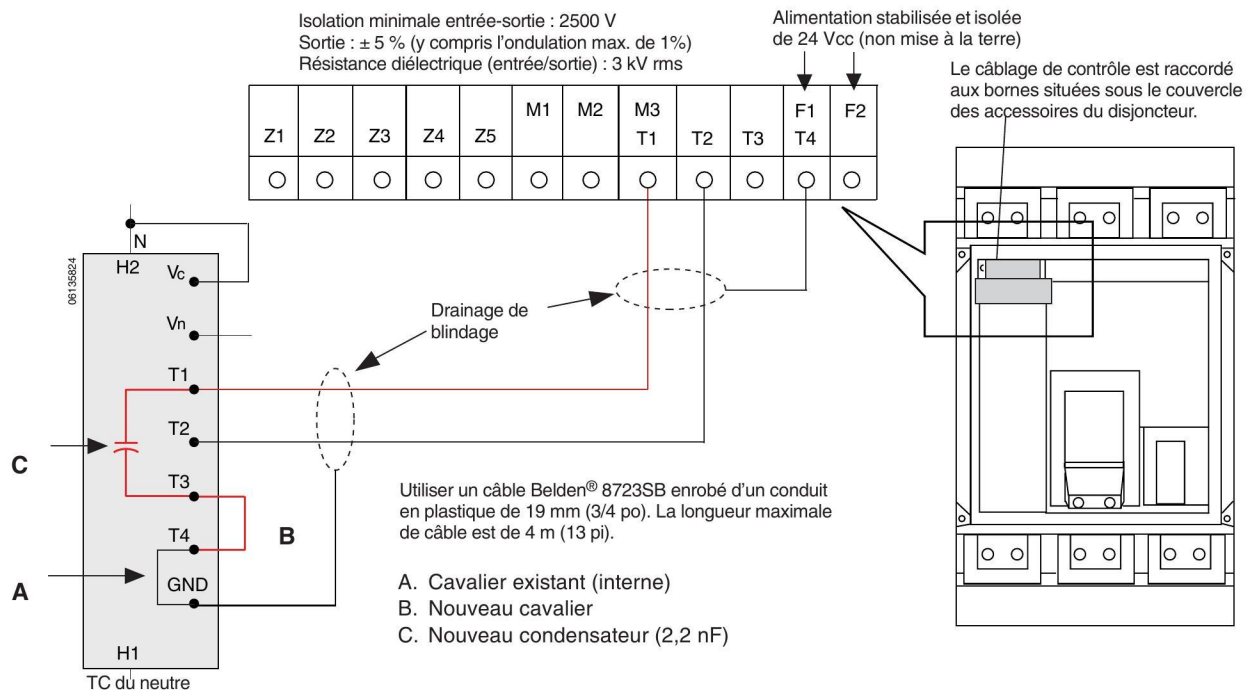 Isolation minimale entrée-sortie : 2500 V
Sortie : ± 5 % (y compris l'ondulation max. de 1%)
Résistance diélectrique (entrée/sortie) : 3 kV rms
Alimentation stabilisée et isolée
de 24 Vcc (non mise à la terre)
Le câblage de contrôle est raccordé
aux bornes situées sous le couvercle
des accessoires du disjoncteur.
M1 M2 M3 F1 F2
Z1 Z2 Z3 Z4 Z5 T1 T2 T3 T4
N
H2
06135824
Vc
Vn
Drainage de
blindage
T1
T2
C
T3
Utiliser un câble Belden® 8723SB enrobé d'un conduit
en plastique de 19 mm (3/4 po). La longueur maximale
de câble est de 4 m (13 pi).
T4
B
GND
A
A. Cavalier existant (interne)
B. Nouveau cavalier
C. Nouveau condensateur (2,2 nF)
H1
TC du neutre